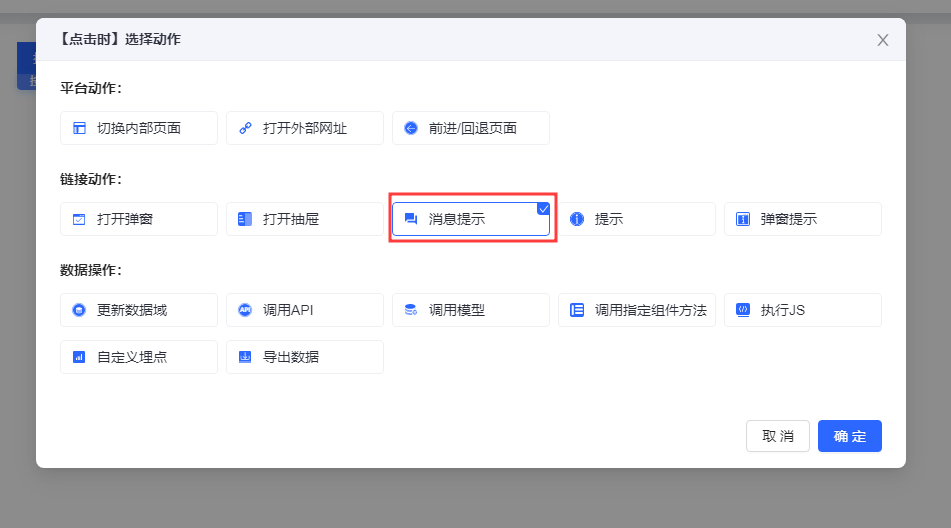 【点击时】选择动作
平台动作:
切换内部页面 打开外部网址 前进/回退页面
链接动作:
打开弹窗 打开抽屉 消息提示 提示 弹窗提示
数据操作:
更新数据域 调用API 调用模型 调用指定组件方法 执行JS
自定义埋点 导出数据
取 消 确 定